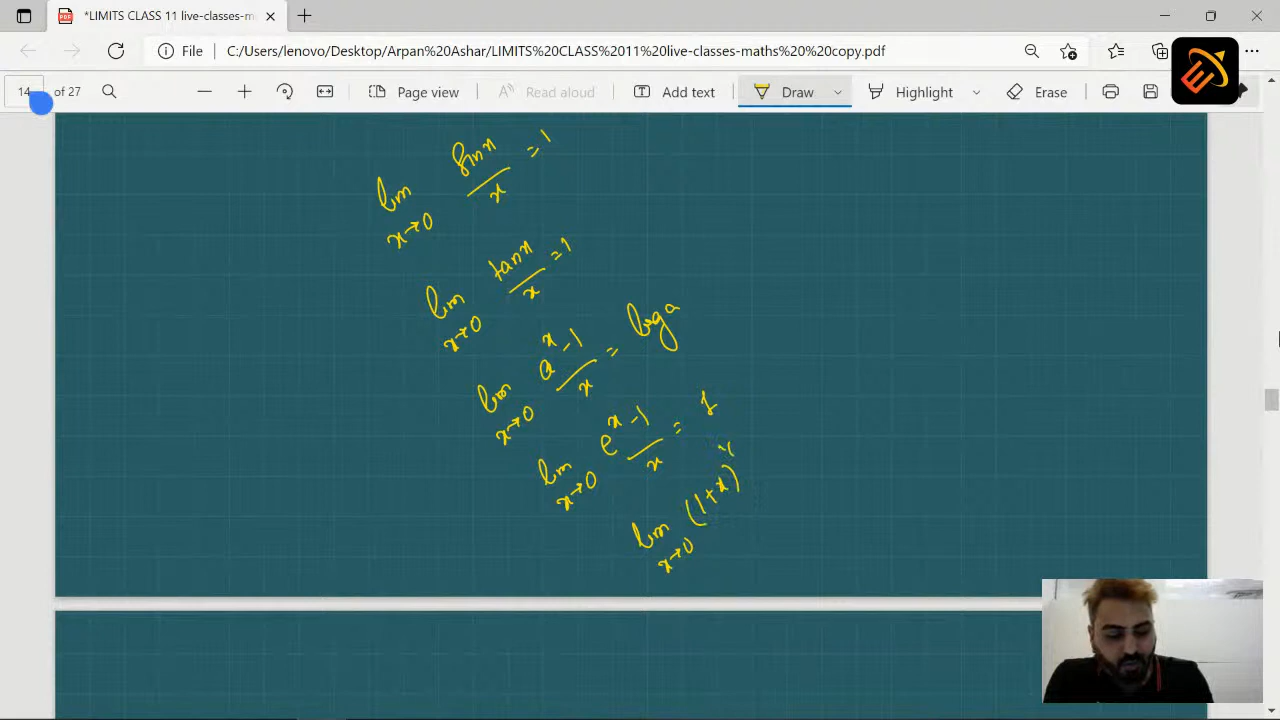 *LIMITS CLASS 11 live-classes-m
File C:/Users/lenovo/Desktop/Arpan%20Ashar/LIMITS%20CLASS%2011%20live-classes-maths%20%20copy.pdf
14 of 27 Page view Read aloud Add text Draw Highlight Erase
lim x→0 sinx/x = 1
lim x→0 tanx/x = 1
lim x→0 a^x-1/x = loga
lim x→0 e^x-1/x = 1
lim x→0 (1+x)